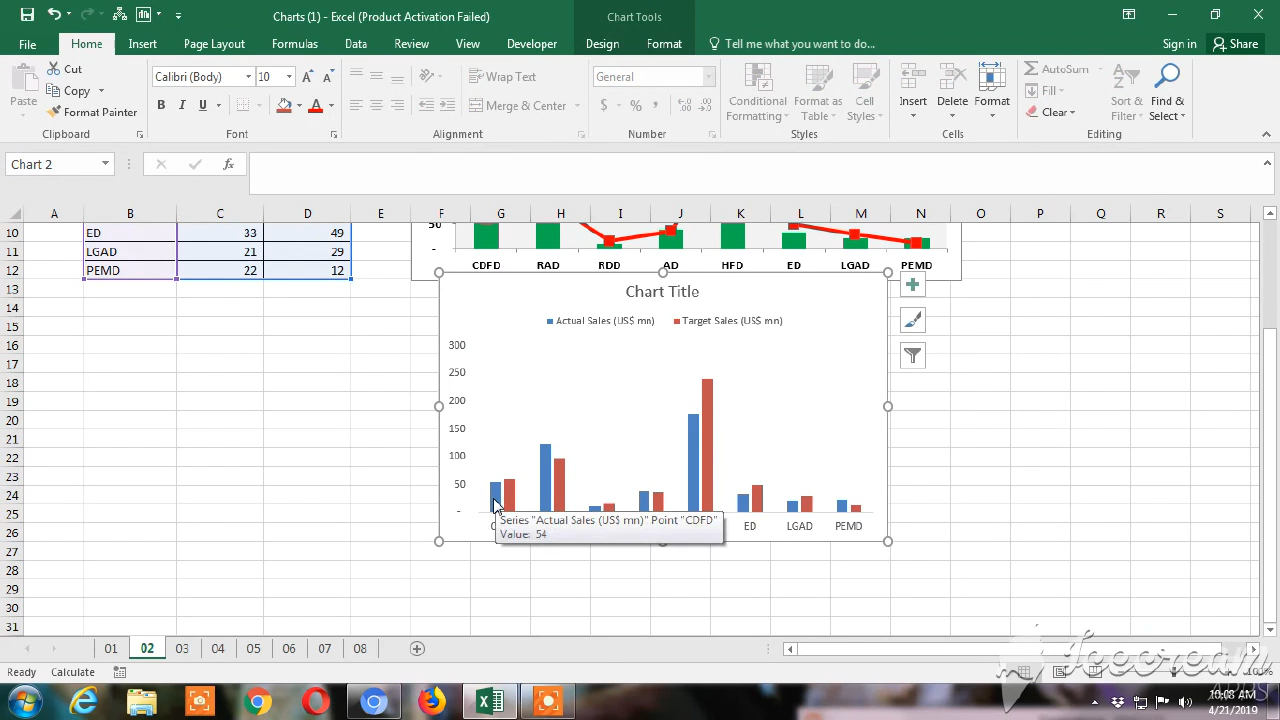 Charts (1) - Excel (Product Activation Failed)
Chart Tools
File Home Insert Page Layout Formulas Data Review View Developer Design Format Tell me what you want to do... Sign in Share
Paste
Cut
Copy
Format Painter
Clipboard
Calibri (Body) 10
B I U
Font
Wrap Text
Merge & Center
Alignment
General
$ % ,
Number
Conditional Formatting
Format as Table
Cell Styles
Styles
Insert Delete Format
Cells
AutoSum
Fill
Clear
Sort & Filter
Find & Select
Editing
Chart 2
fx
A B C D E F G H I J K L M N O P Q R S
10 ED 33 49
11 LGAD 21 29
12 PEMD 22 12
13
14
15
16
17
18
19
20
21
22
23
24
25
26
27
28
29
30
31
50
-
CDFD RAD RDD AD HFD ED LGAD PEMD
Chart Title
Actual Sales (US$ mn) Target Sales (US$ mn)
300
250
200
150
100
50
-
ED LGAD PEMD
Series "Actual Sales (US$ mn)" Point "CDFD"
Value: 54
01 02 03 04 05 06 07 08
Ready Calculate 100%
10:08 AM
4/21/2019